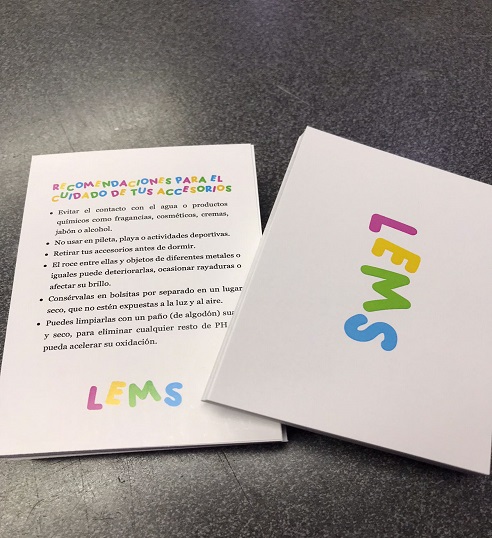 RECOMENDACIONES PARA EL
CUIDADO DE TUS ACCESORIOS
• Evitar el contacto con el agua o productos
químicos como fragancias, cosméticos, cremas,
jabón o alcohol.
• No usar en pileta, playa o actividades deportivas.
• Retirar tus accesorios antes de dormir.
• El roce entre ellas y objetos de diferentes metales o
iguales puede deteriorarlas, ocasionar rayaduras o
afectar su brillo.
• Consérvalas en bolsitas por separado en un lugar
seco, que no estén expuestas a la luz y al aire.
• Puedes limpiarlas con un paño (de algodón)
y seco, para eliminar cualquier resto de PH
pueda acelerar su oxidación.
LEMS
LEMS